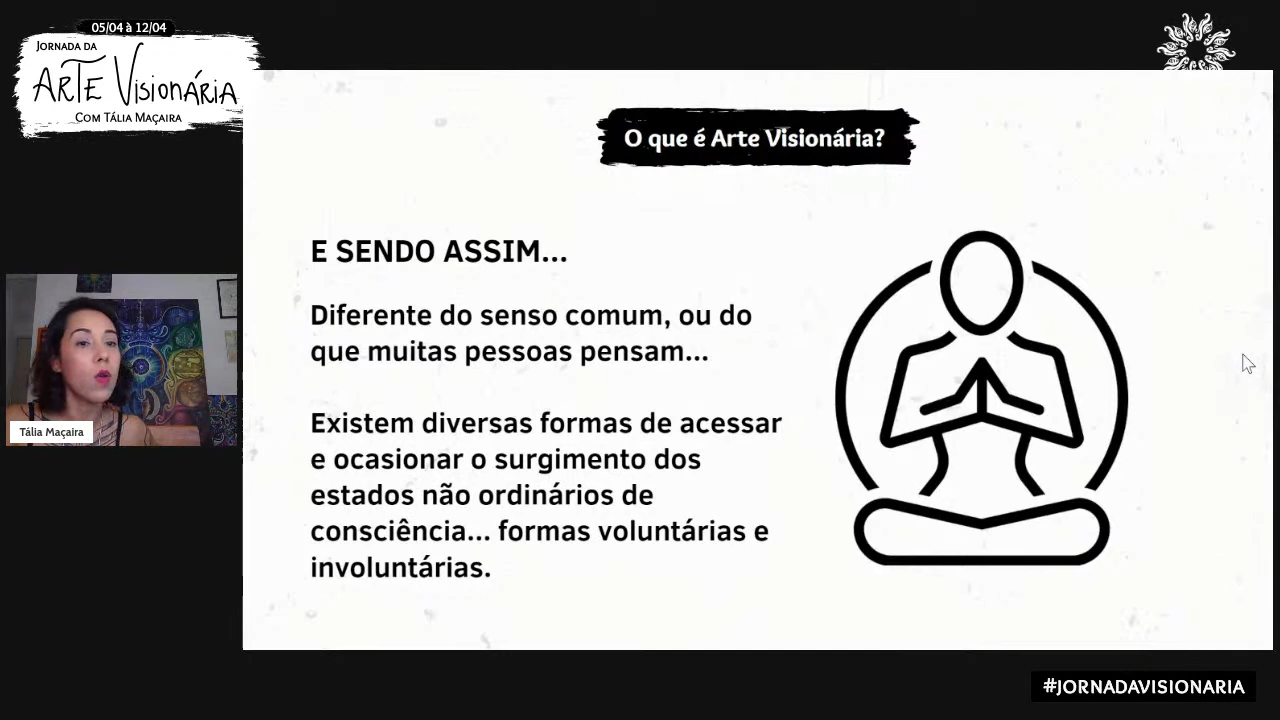 05/04 à 12/04
JORNADA DA
ARTE VISIONÁRIA
COM TÁLIA MAÇAIRA
O que é Arte Visionária?
E SENDO ASSIM...
Diferente do senso comum, ou do
que muitas pessoas pensam...
Existem diversas formas de acessar
e ocasionar o surgimento dos
estados não ordinários de
consciência... formas voluntárias e
involuntárias.
Tália Maçaira
#JORNADAVISIONARIA